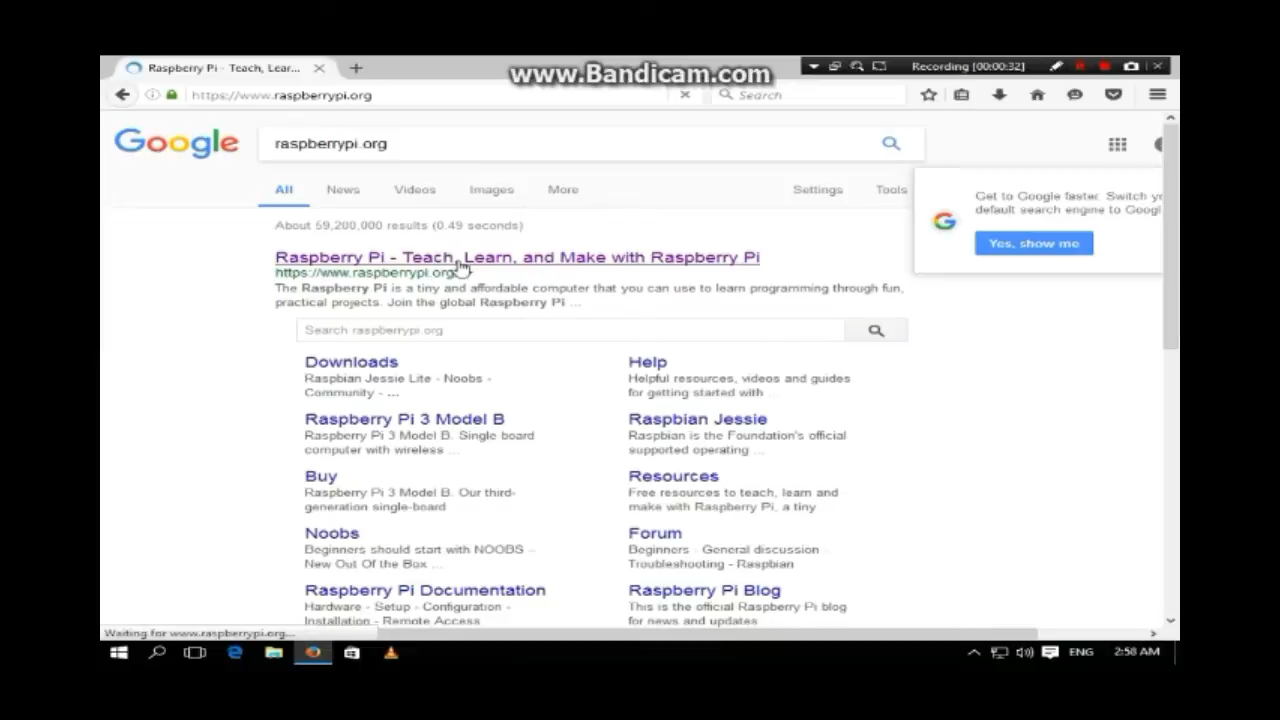 www.Bandicam.com
Recording [00:00:32]
Raspberry Pi - Teach, Lear...
https://www.raspberrypi.org
Search
Google
raspberrypi.org
All News Videos Images More Settings Tools
Get to Google faster. Switch yo
default search engine to Googl
Yes, show me
About 59,200,000 results (0.49 seconds)
Raspberry Pi - Teach, Learn, and Make with Raspberry Pi
https://www.raspberrypi.org
The Raspberry Pi is a tiny and affordable computer that you can use to learn programming through fun,
practical projects. Join the global Raspberry Pi ...
Search raspberrypi.org
Downloads
Raspbian Jessie Lite - Noobs -
Community - ...
Help
Helpful resources, videos and guides
for getting started with ...
Raspberry Pi 3 Model B
Raspberry Pi 3 Model B. Single board
computer with wireless ...
Raspbian Jessie
Raspbian is the Foundation's official
supported operating ...
Buy
Raspberry Pi 3 Model B. Our third-
generation single-board
Resources
Free resources to teach, learn and
make with Raspberry Pi, a tiny
Noobs
Beginners should start with NOOBS –
New Out Of the Box ...
Forum
Beginners - General discussion
Troubleshooting - Raspbian
Raspberry Pi Documentation
Hardware - Setup - Configuration -
Installation - Remote Access
Raspberry Pi Blog
This is the official Raspberry Pi blog
for news and updates
Waiting for www.raspberrypi.org...
ENG 2:58 AM